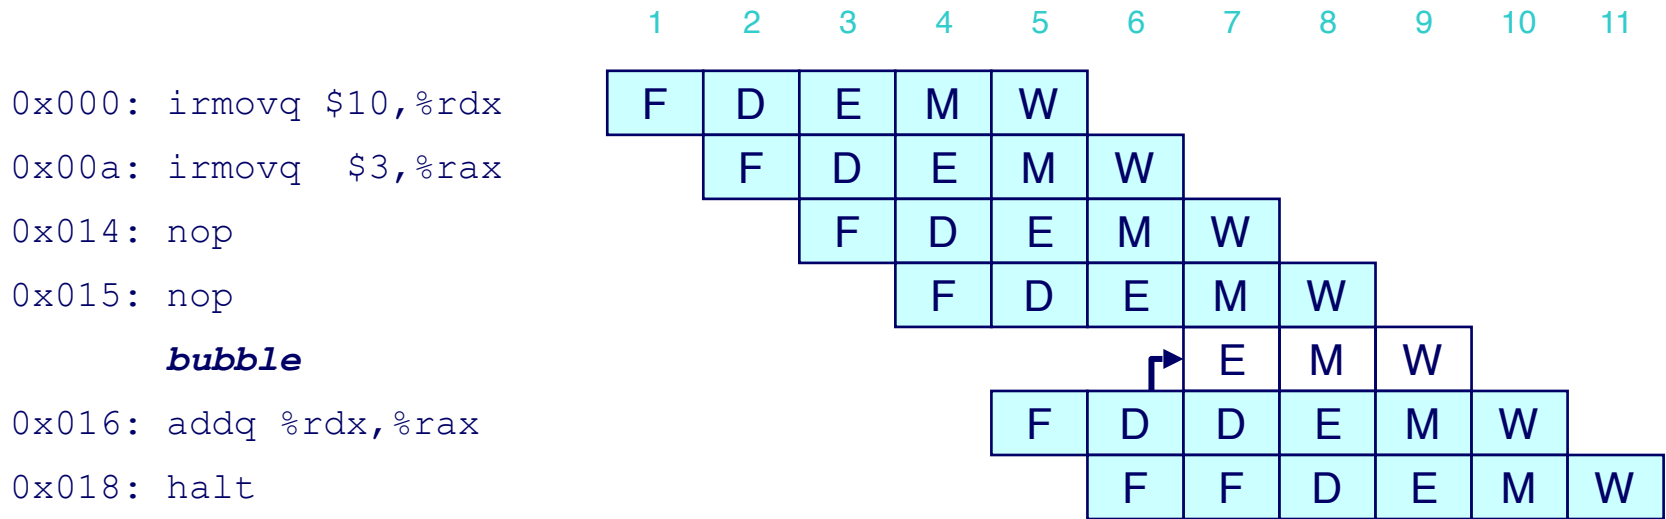 1 2 3 4 5 6 7 8 9 10 11
0x000: irmovq $10,%rdx F D E M W
0x00a: irmovq  $3,%rax F D E M W
0x014: nop F D E M W
0x015: nop F D E M W
bubble E M W
0x016: addq %rdx,%rax F D D E M W
0x018: halt F F D E M W